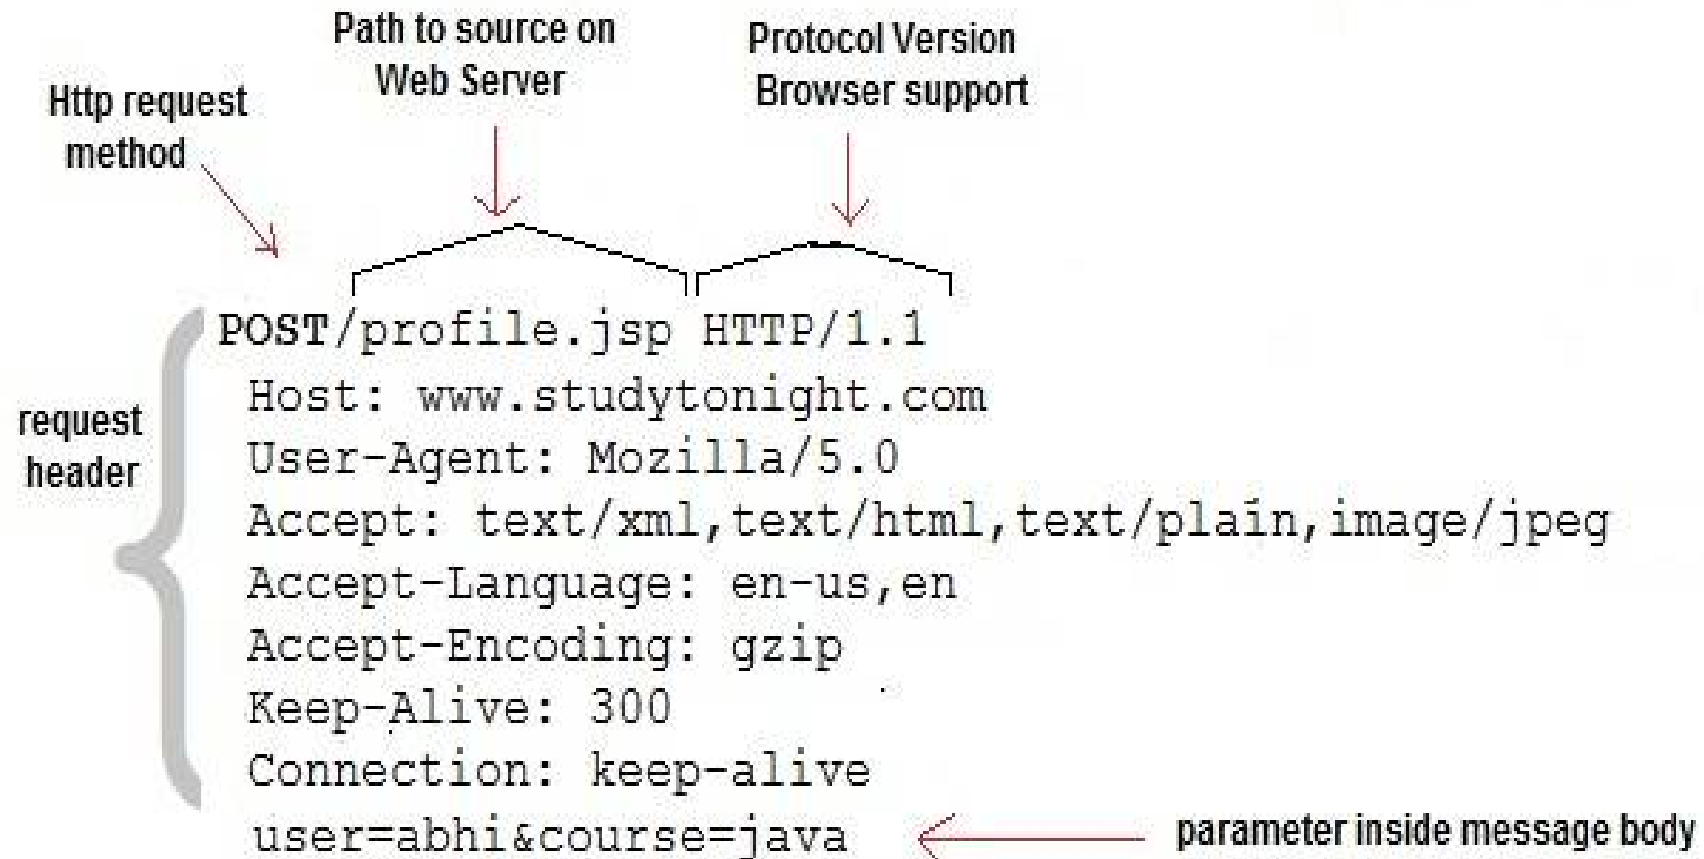 Path to source on
Web Server
Protocol Version
Browser support
Http request
method
POST/profile.jsp HTTP/1.1
request
header
Host: www.studytonight.com
User-Agent: Mozilla/5.0
Accept: text/xml,text/html,text/plain,image/jpeg
Accept-Language: en-us,en
Accept-Encoding: gzip
Keep-Alive: 300
Connection: keep-alive
user=abhi&course=java
parameter inside message body